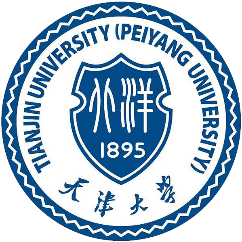 TIANJIN UNIVERSITY (PEIYANG UNIVERSITY)
北洋
1895
天津大学